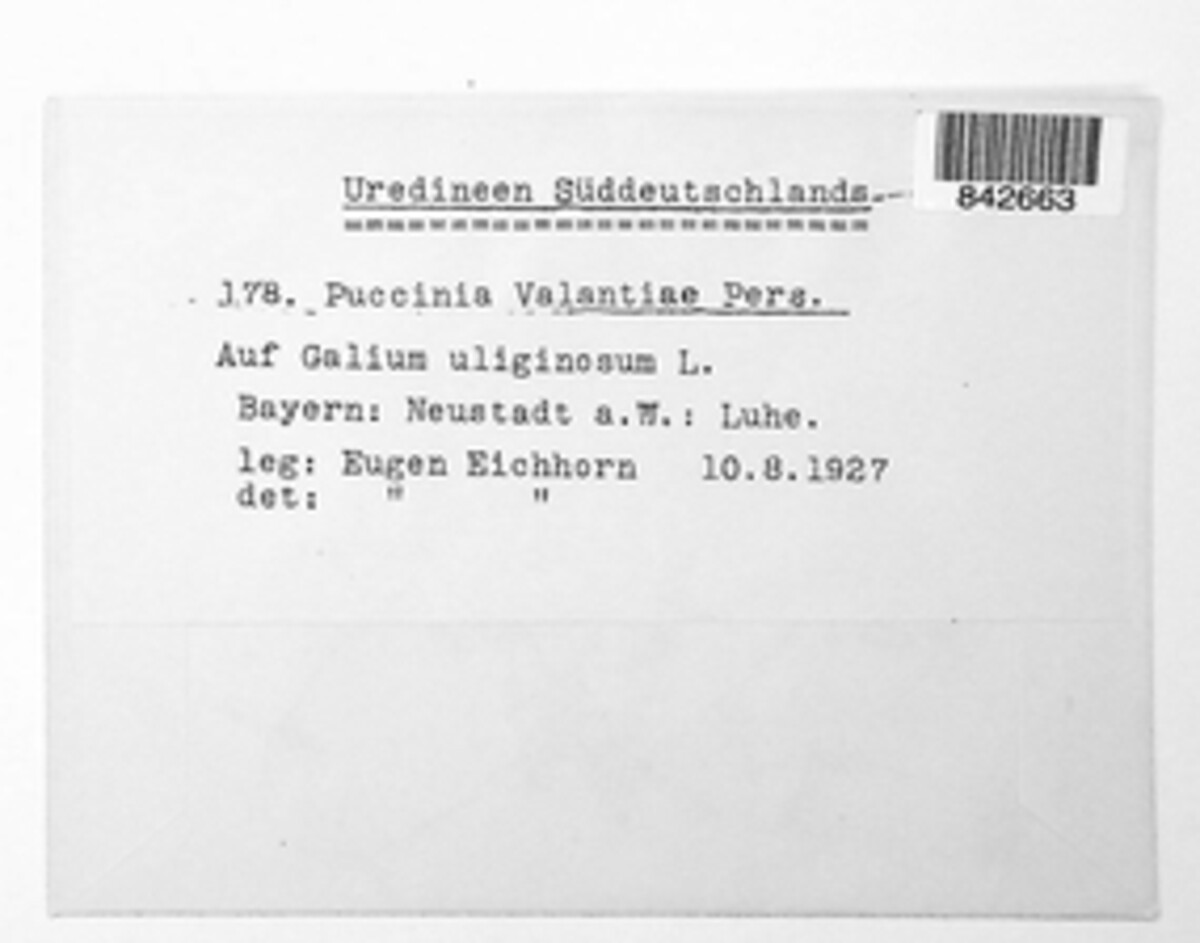 Uredineen Süddeutschlands.
842663
178. Puccinia Valantiae Pers.
Auf Galium uliginosum L.
Bayern: Neustadt a.W.: Luhe.
leg: Eugen Eichhorn 10.8.1927
det: " "